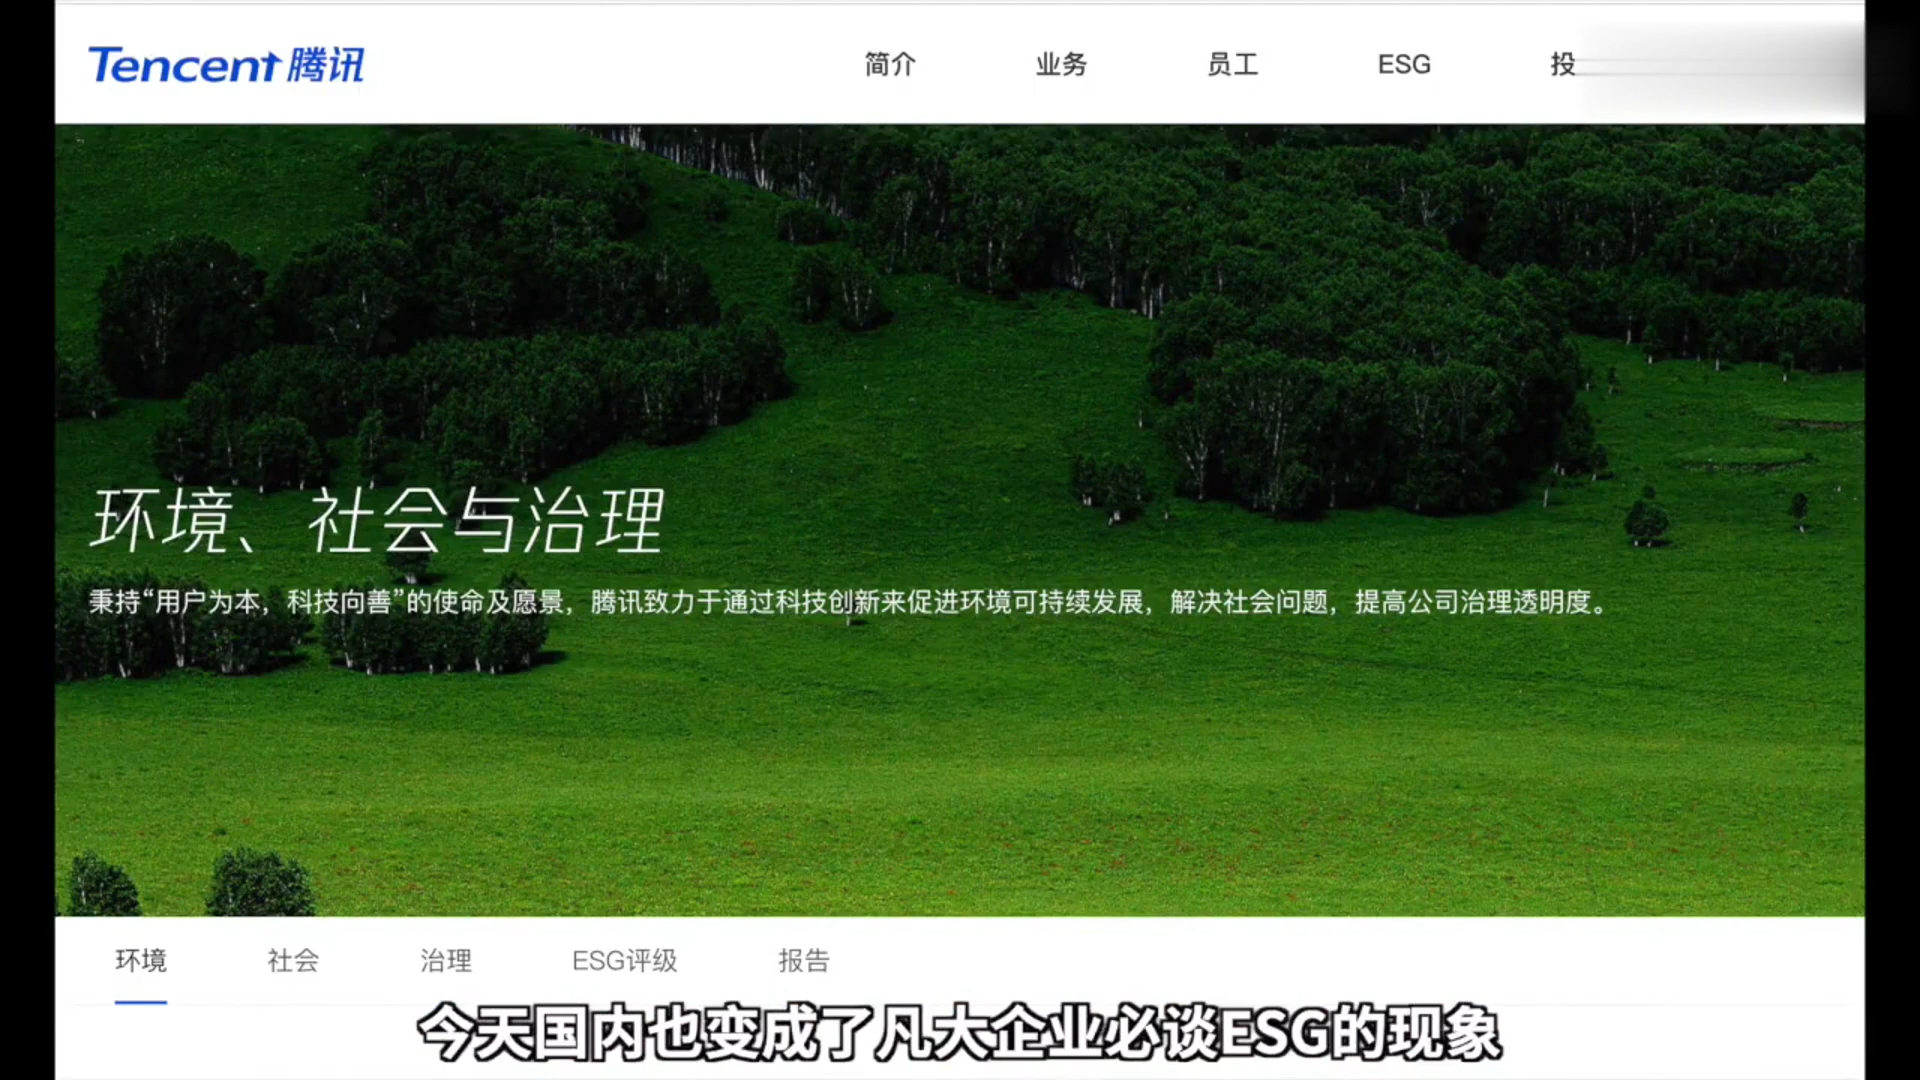 Tencent 腾讯
简介 业务 员工 ESG 投
环境、社会与治理
秉持“用户为本，科技向善”的使命及愿景，腾讯致力于通过科技创新来促进环境可持续发展，解决社会问题，提高公司治理透明度。
环境 社会 治理 ESG评级 报告
今天国内也变成了凡大企业必谈ESG的现象